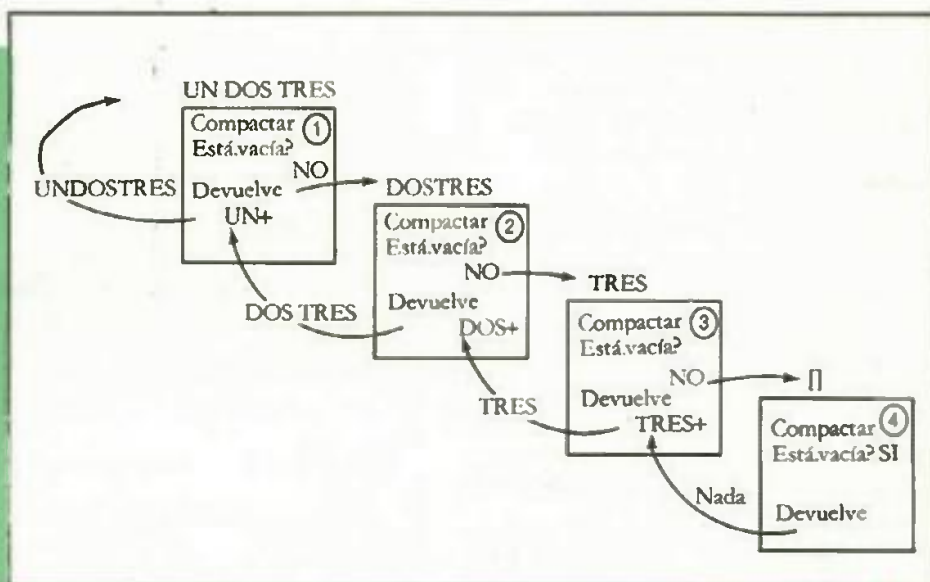 UN DOS TRES
Compactar ①
Está.vacía?
NO
UNDOSTRES
Devuelve
UN+
DOSTRES
Compactar ②
Está.vacía?
NO
DOS TRES
Devuelve
DOS+
TRES
Compactar ③
Está.vacía?
NO
TRES
Devuelve
TRES+
[]
Compactar ④
Está.vacía? SI
Nada
Devuelve